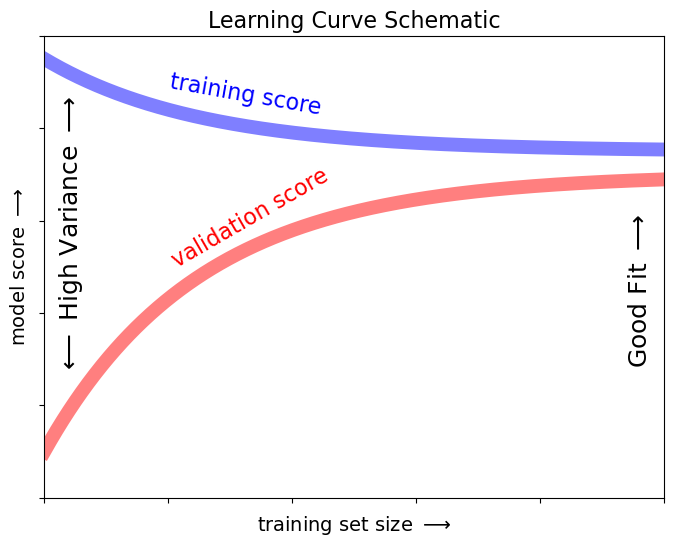 Learning Curve Schematic
training score
validation score
⟵ High Variance ⟶
Good Fit ⟶
model score ⟶
training set size ⟶